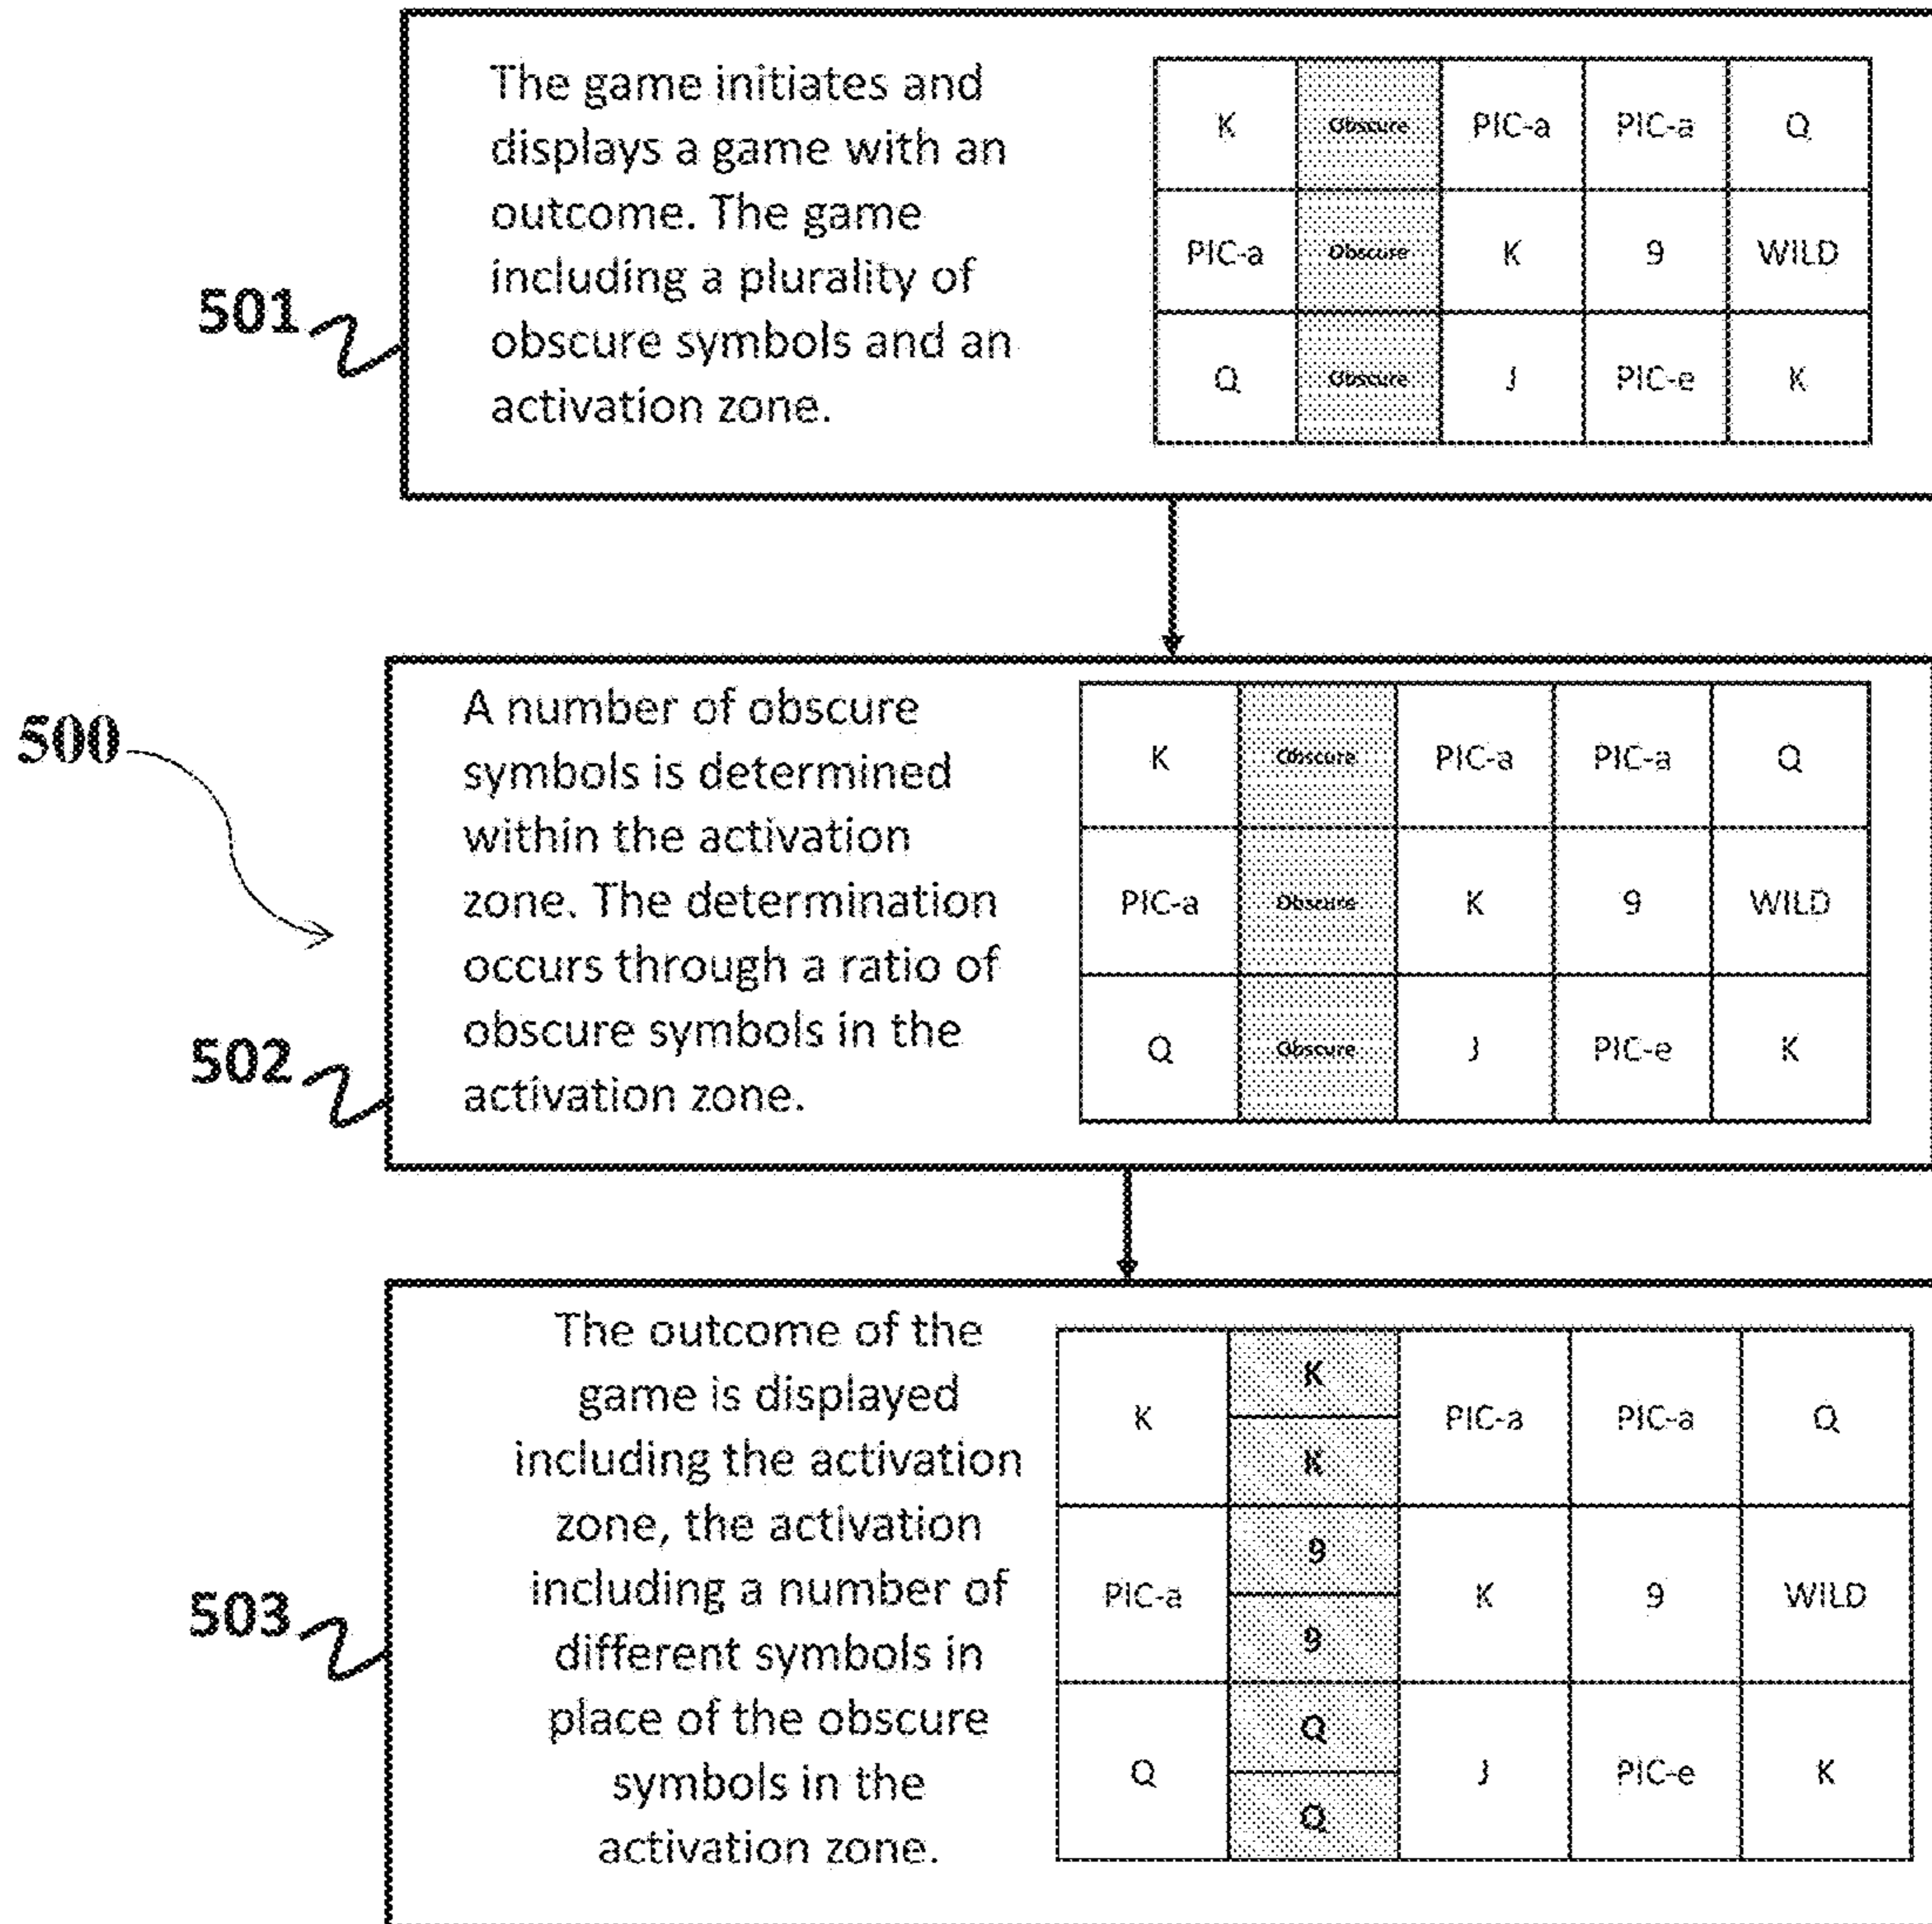 The game initiates and
displays a game with an
outcome. The game
including a plurality of
obscure symbols and an
activation zone.
501
K Obscure PIC-a PIC-a Q
PIC-a Obscure K 9 WILD
Q Obscure J PIC-e K
500
A number of obscure
symbols is determined
within the activation
zone. The determination
occurs through a ratio of
obscure symbols in the
activation zone.
502
K Obscure PIC-a PIC-a Q
PIC-a Obscure K 9 WILD
Q Obscure J PIC-e K
The outcome of the
game is displayed
including the activation
zone, the activation
including a number of
different symbols in
place of the obscure
symbols in the
activation zone.
503
K
K PIC-a PIC-a Q
K
9
PIC-a K 9 WILD
9
Q
Q J PIC-e K
Q